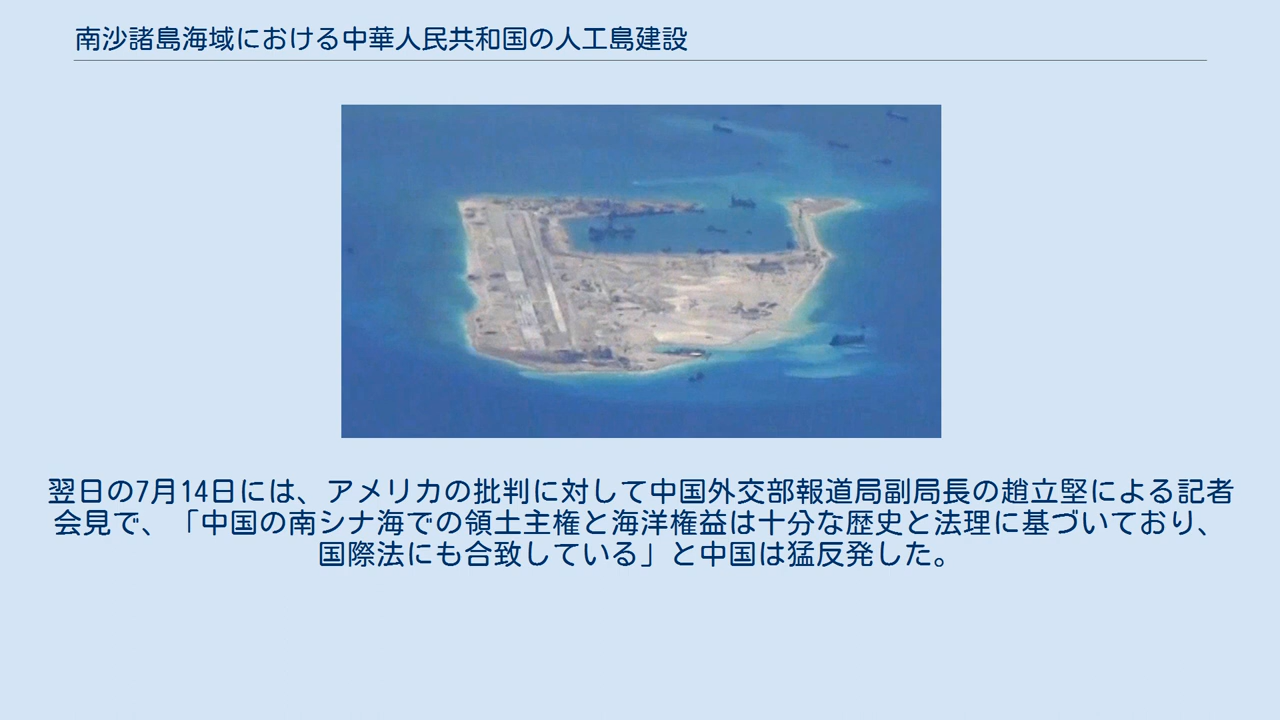 南沙諸島海域における中華人民共和国の人工島建設
翌日の7月14日には、アメリカの批判に対して中国外交部報道局副局長の趙立堅による記者
会見で、「中国の南シナ海での領土主権と海洋権益は十分な歴史と法理に基づいており、
国際法にも合致している」と中国は猛反発した。